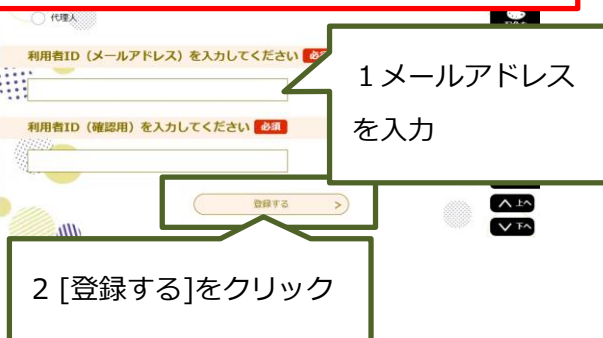 代理人
利用者ID（メールアドレス）を入力してください
１メールアドレス
を入力
利用者ID（確認用）を入力してください 必須
登録する
上へ
下へ
２ [登録する]をクリック